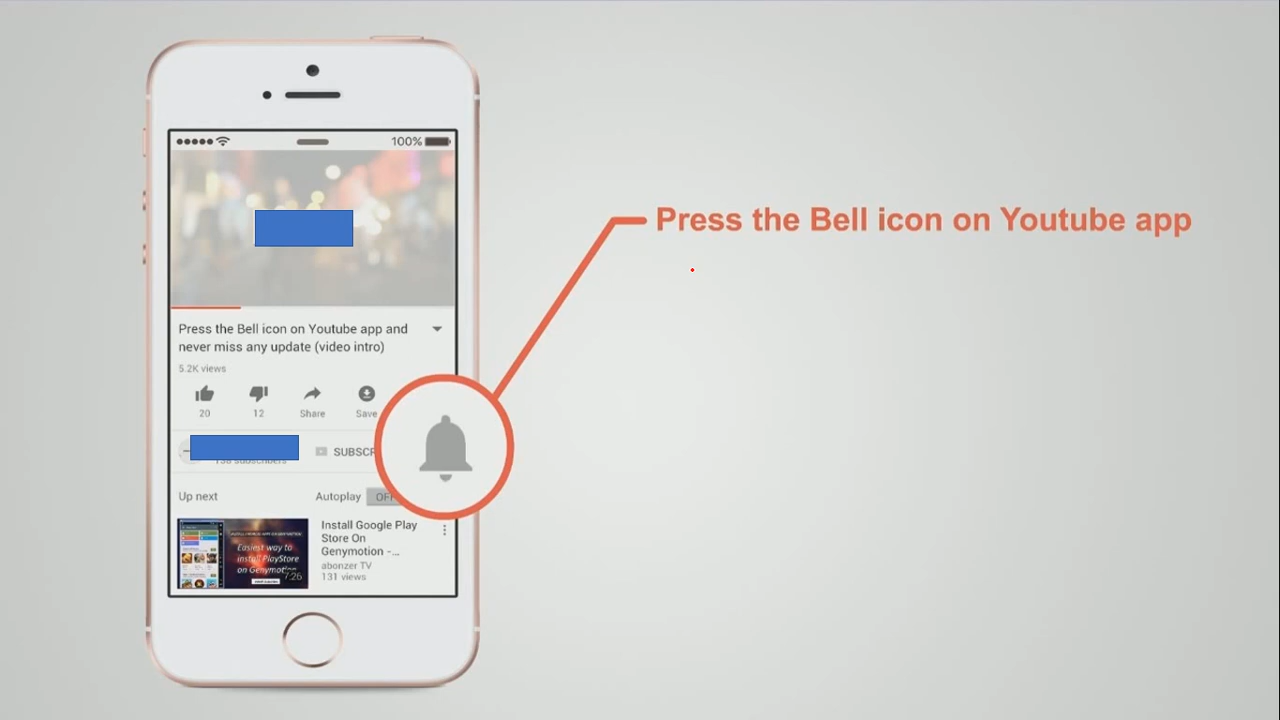 100%
Press the Bell icon on Youtube app
Press the Bell icon on Youtube app and
never miss any update (video intro)
5.2K views
20
12
Share
Save
SUBSCR
138 subscribers
Up next
Autoplay
OFF
Install Google Play
Store On
Genymotion -...
abonzer TV
131 views
Easiest way to
install PlayStore
on Genymotion
7:26